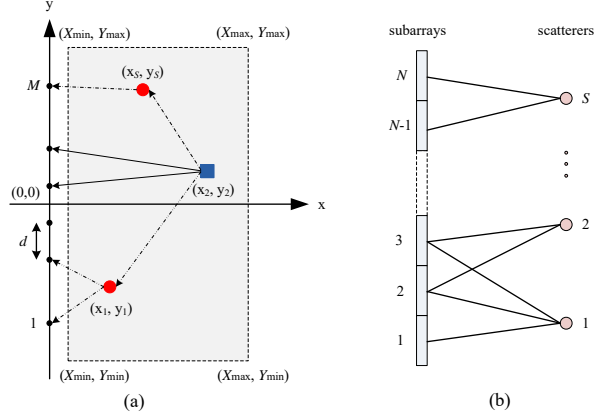 y
(Xmin, Ymax)
(Xmax, Ymax)
(xS, yS)
M
(x2, y2)
(0,0)
x
d
(x1, y1)
1
(Xmin, Ymin)
(Xmax, Ymin)
(a)
subarrays
scatterers
N
S
N-1
3
2
2
1
1
(b)